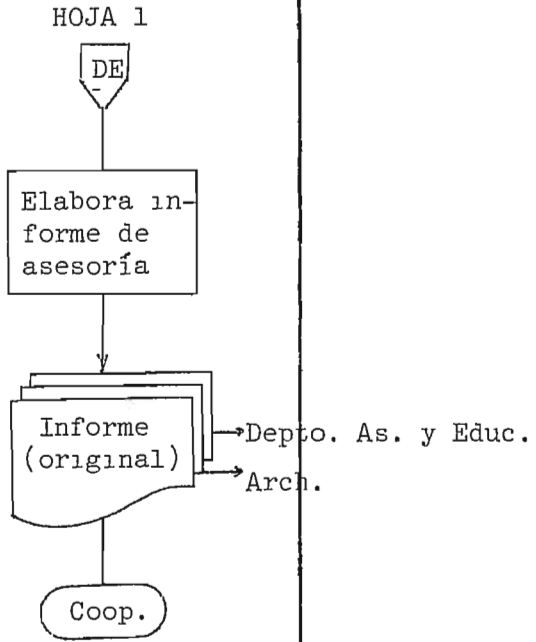 HOJA 1
DE
Elabora in-
forme de
asesoría
Informe
(original)
Depto. As. y Educ.
Arch.
Coop.